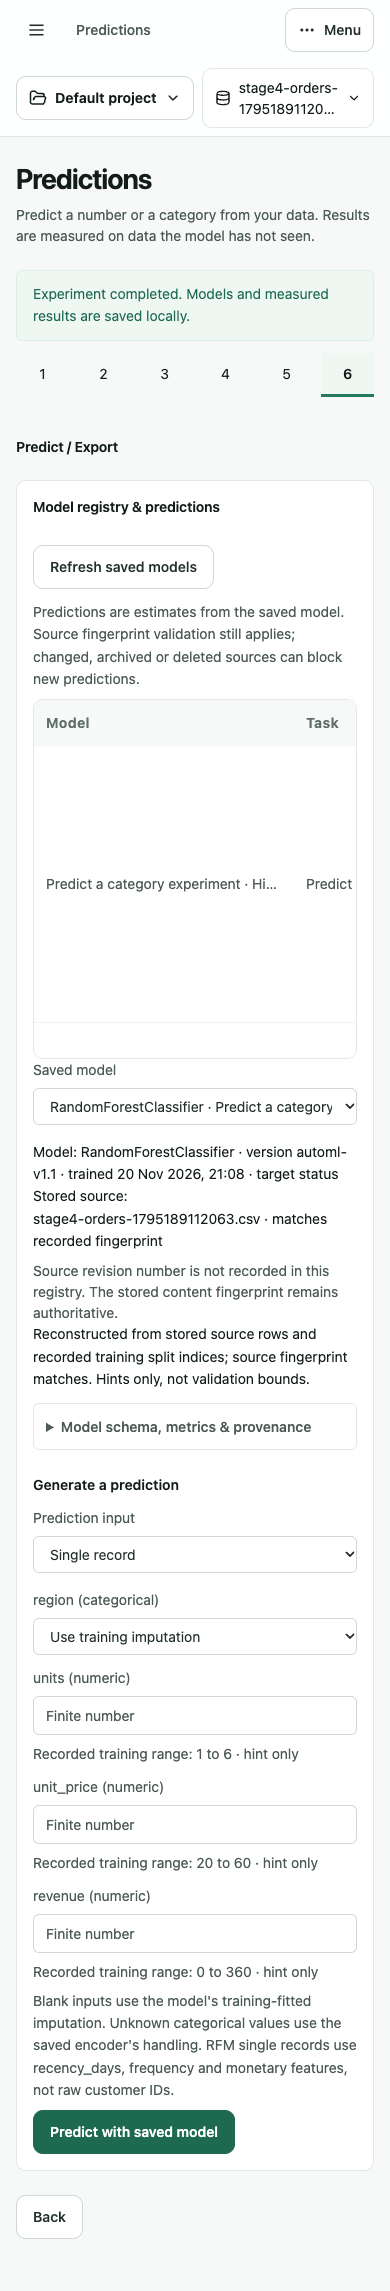 Predictions
Menu
Default project
stage4-orders-
17951891120...
Predictions
Predict a number or a category from your data. Results
are measured on data the model has not seen.
Experiment completed. Models and measured
results are saved locally.
1 2 3 4 5 6
Predict / Export
Model registry & predictions
Refresh saved models
Predictions are estimates from the saved model.
Source fingerprint validation still applies;
changed, archived or deleted sources can block
new predictions.
Model Task
Predict a category experiment · Hi... Predict
Saved model
RandomForestClassifier · Predict a category
Model: RandomForestClassifier · version automl-
v1.1 · trained 20 Nov 2026, 21:08 · target status
Stored source:
stage4-orders-1795189112063.csv · matches
recorded fingerprint
Source revision number is not recorded in this
registry. The stored content fingerprint remains
authoritative.
Reconstructed from stored source rows and
recorded training split indices; source fingerprint
matches. Hints only, not validation bounds.
Model schema, metrics & provenance
Generate a prediction
Prediction input
Single record
region (categorical)
Use training imputation
units (numeric)
Finite number
Recorded training range: 1 to 6 · hint only
unit_price (numeric)
Finite number
Recorded training range: 20 to 60 · hint only
revenue (numeric)
Finite number
Recorded training range: 0 to 360 · hint only
Blank inputs use the model's training-fitted
imputation. Unknown categorical values use the
saved encoder's handling. RFM single records use
recency_days, frequency and monetary features,
not raw customer IDs.
Predict with saved model
Back